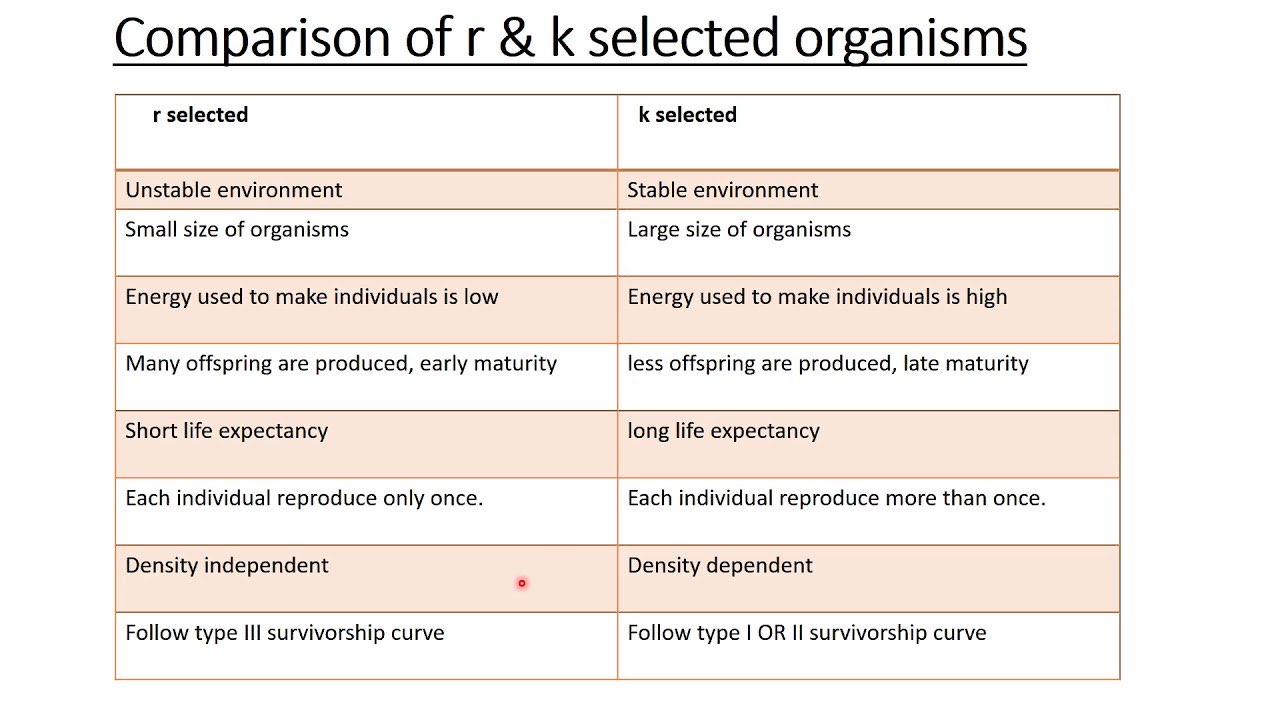 Comparison of r & k selected organisms
r selected
k selected
Unstable environment
Stable environment
Small size of organisms
Large size of organisms
Energy used to make individuals is low
Energy used to make individuals is high
Many offspring are produced, early maturity
less offspring are produced, late maturity
Short life expectancy
long life expectancy
Each individual reproduce only once.
Each individual reproduce more than once.
Density independent
Density dependent
Follow type III survivorship curve
Follow type I OR II survivorship curve